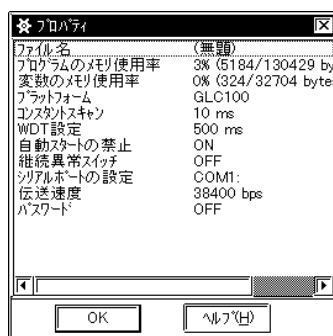 プロパティ
ファイル名 (無題)
プログラムのメモリ使用率 3% (5184/130429 by
変数のメモリ使用率 0% (324/32704 byte
プラットフォーム GLC100
コンスタントスキャン 10 ms
WDT設定 500 ms
自動スタートの禁止 ON
継続異常スイッチ OFF
シリアルポートの設定 COM1:
伝送速度 38400 bps
パスワード OFF
OK ヘルプ(H)